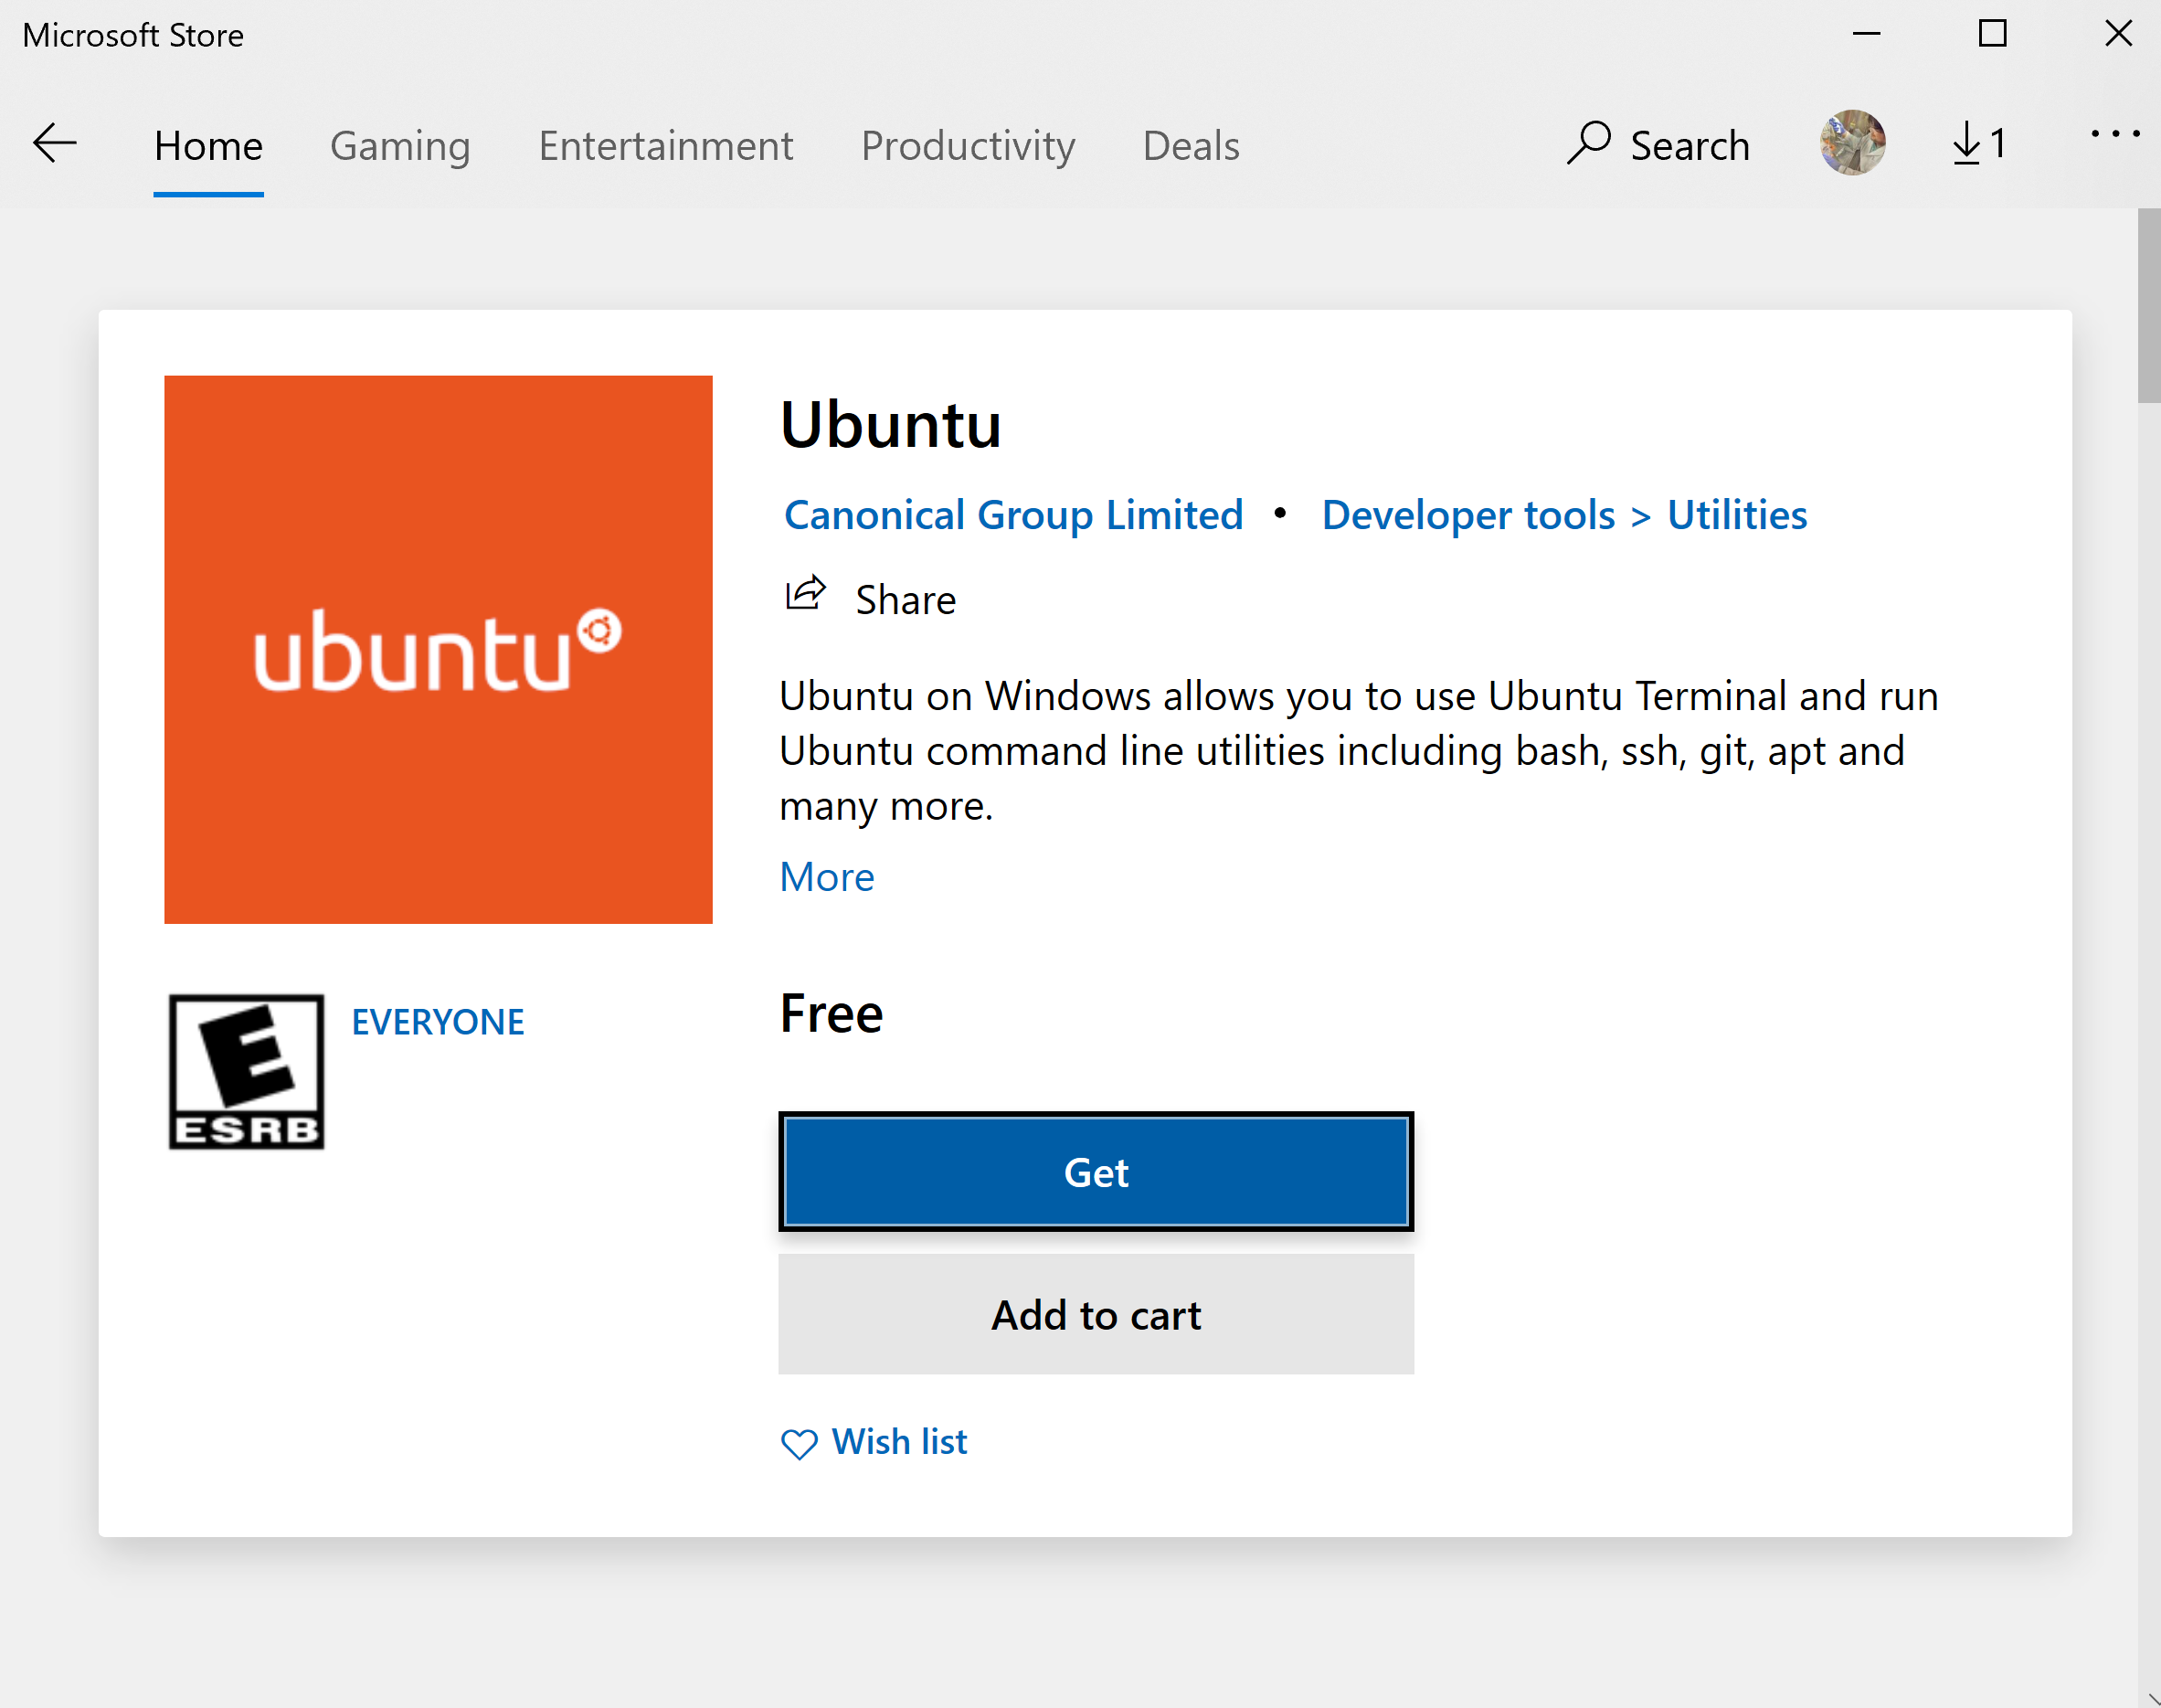 Microsoft Store
Home Gaming Entertainment Productivity Deals Search 1
ubuntu
Ubuntu
Canonical Group Limited • Developer tools > Utilities
Share
Ubuntu on Windows allows you to use Ubuntu Terminal and run
Ubuntu command line utilities including bash, ssh, git, apt and
many more.
More
E
ESRB
EVERYONE
Free
Get
Add to cart
Wish list